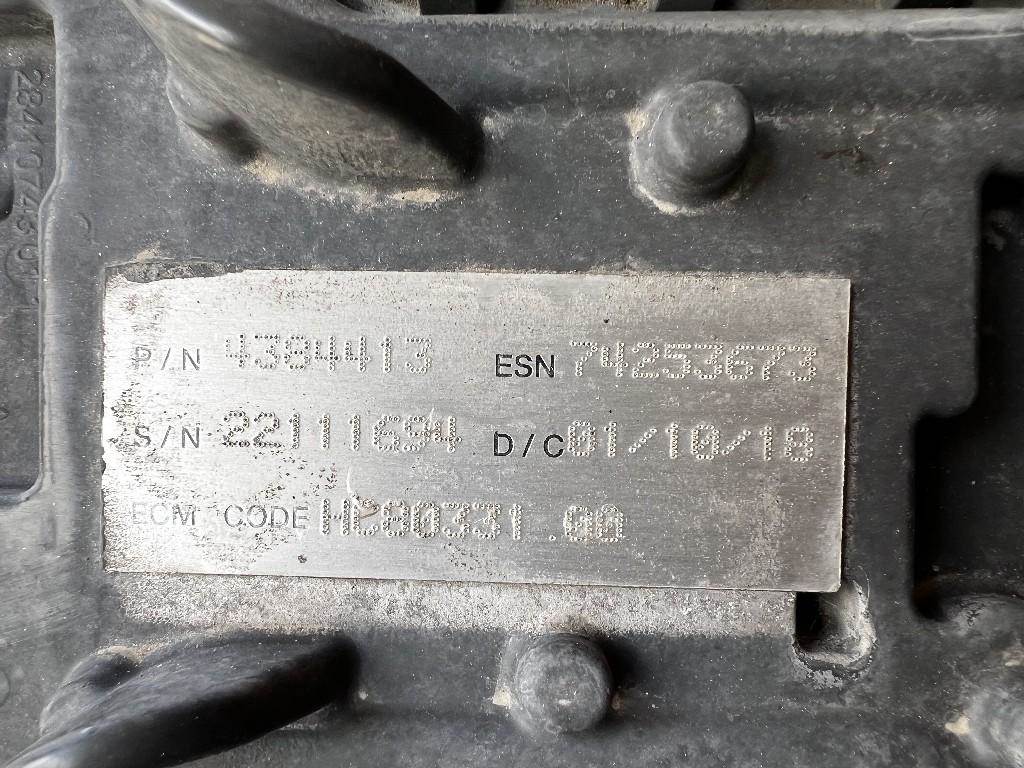 P/N 4384413 ESN 74253673
S/N 22111694 D/C 01/10/18
ECM CODE HC80331.00